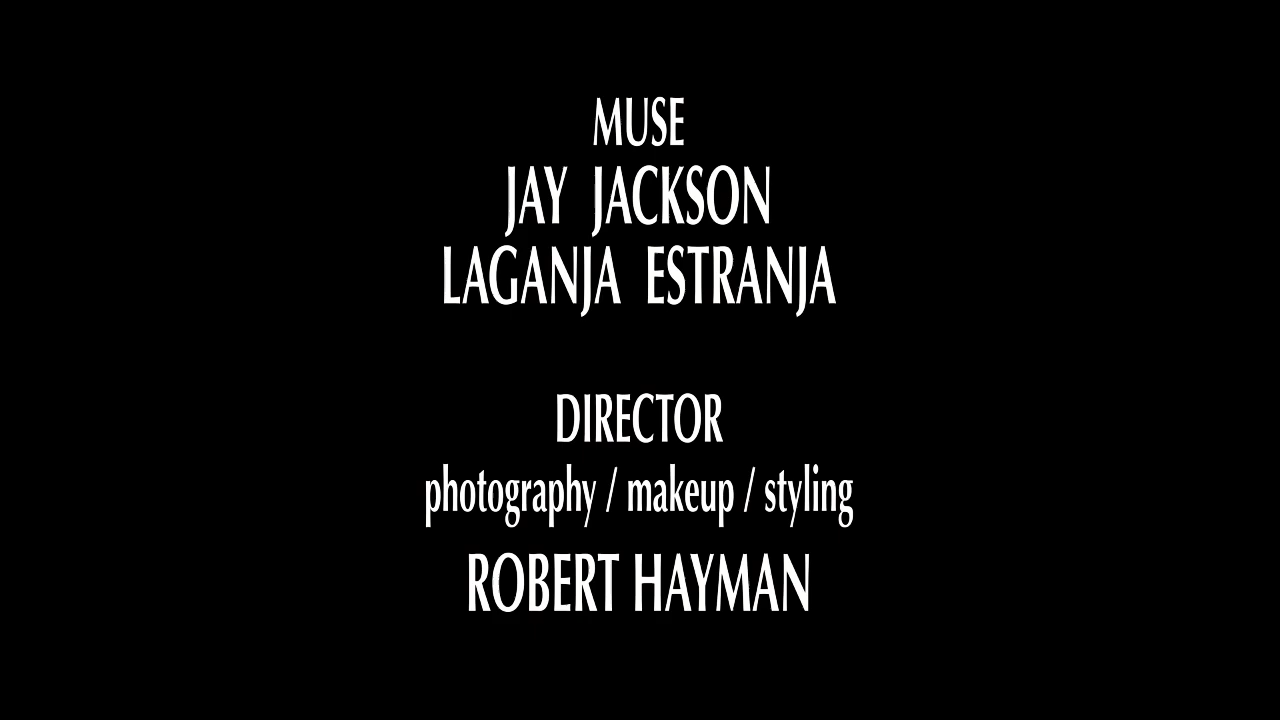 MUSE
JAY JACKSON
LAGANJA ESTRANJA
DIRECTOR
photography / makeup / styling
ROBERT HAYMAN